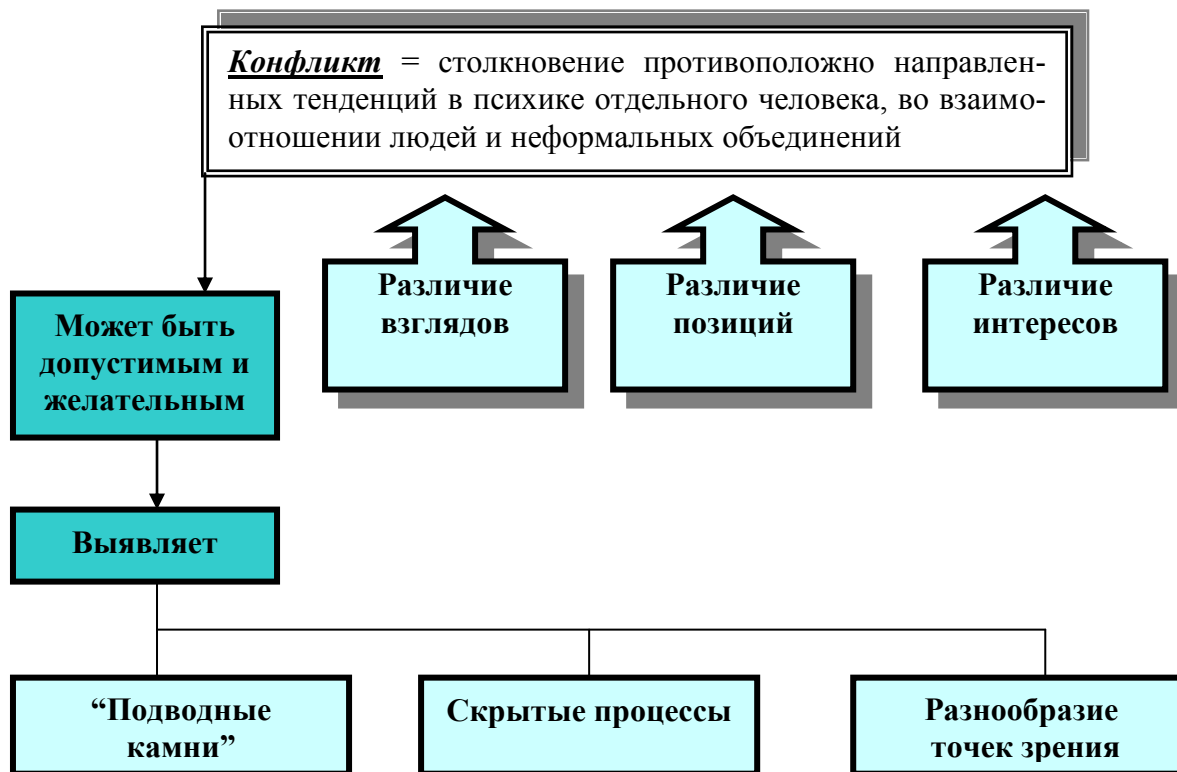 Конфликт = столкновение противоположно направлен-
ных тенденций в психике отдельного человека, во взаимо-
отношении людей и неформальных объединений
Различие
взглядов
Различие
позиций
Различие
интересов
Может быть
допустимым и
желательным
Выявляет
“Подводные
камни”
Скрытые процессы
Разнообразие
точек зрения